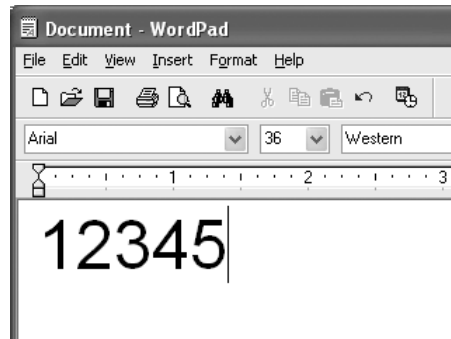 Document - WordPad
File Edit View Insert Format Help
Arial 36 Western
1 2 3
12345